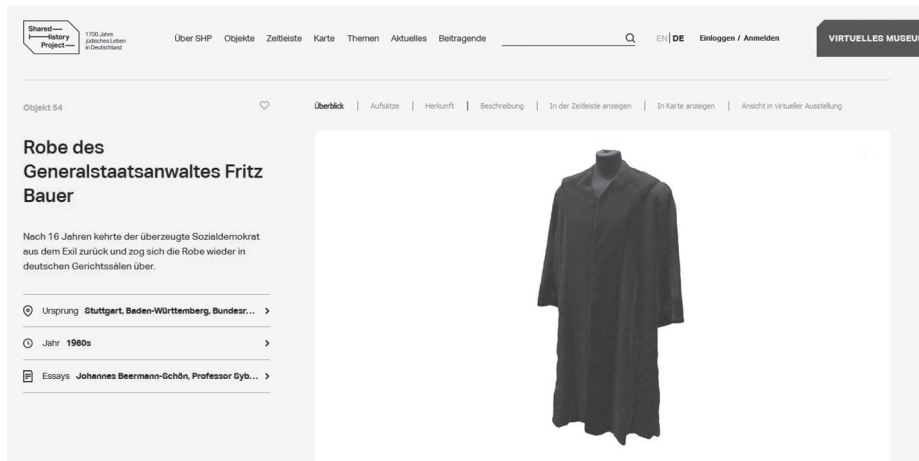 Shared
History
Project
1700 Jahre
jüdisches Leben
in Deutschland
Über SHP Objekte Zeitleiste Karte Themen Aktuelles Beitragende
EN|DE Einloggen / Anmelden
VIRTUELLES MUSEU
Objekt 54
Überblick | Aufsätze | Herkunft | Beschreibung | In der Zeitleiste anzeigen | In Karte anzeigen | Ansicht in virtueller Ausstellung
Robe des
Generalstaatsanwaltes Fritz
Bauer
Nach 16 Jahren kehrte der überzeugte Sozialdemokrat
aus dem Exil zurück und zog sich die Robe wieder in
deutschen Gerichtssälen über.
Ursprung Stuttgart, Baden-Württemberg, Bundesr...
Jahr 1960s
Essays Johannes Beermann-Schön, Professor Syb...